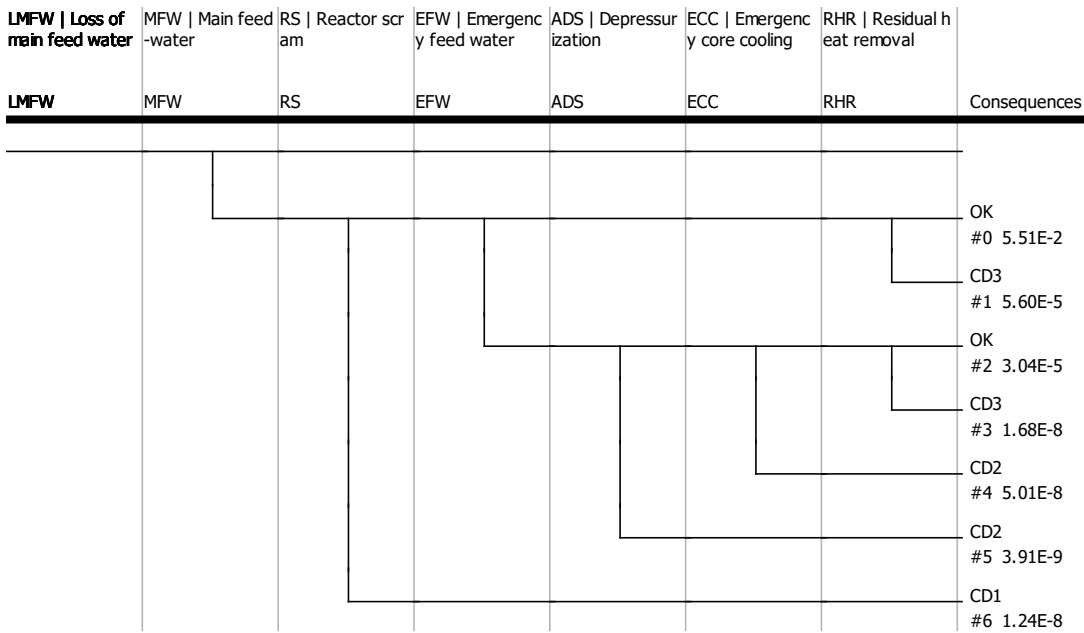 LMFW | Loss of main feed water
MFW | Main feed-water
RS | Reactor scram
EFW | Emergency feed water
ADS | Depressurization
ECC | Emergency core cooling
RHR | Residual heat removal
LMFW MFW RS EFW ADS ECC RHR Consequences
OK
#0 5.51E-2
CD3
#1 5.60E-5
OK
#2 3.04E-5
CD3
#3 1.68E-8
CD2
#4 5.01E-8
CD2
#5 3.91E-9
CD1
#6 1.24E-8